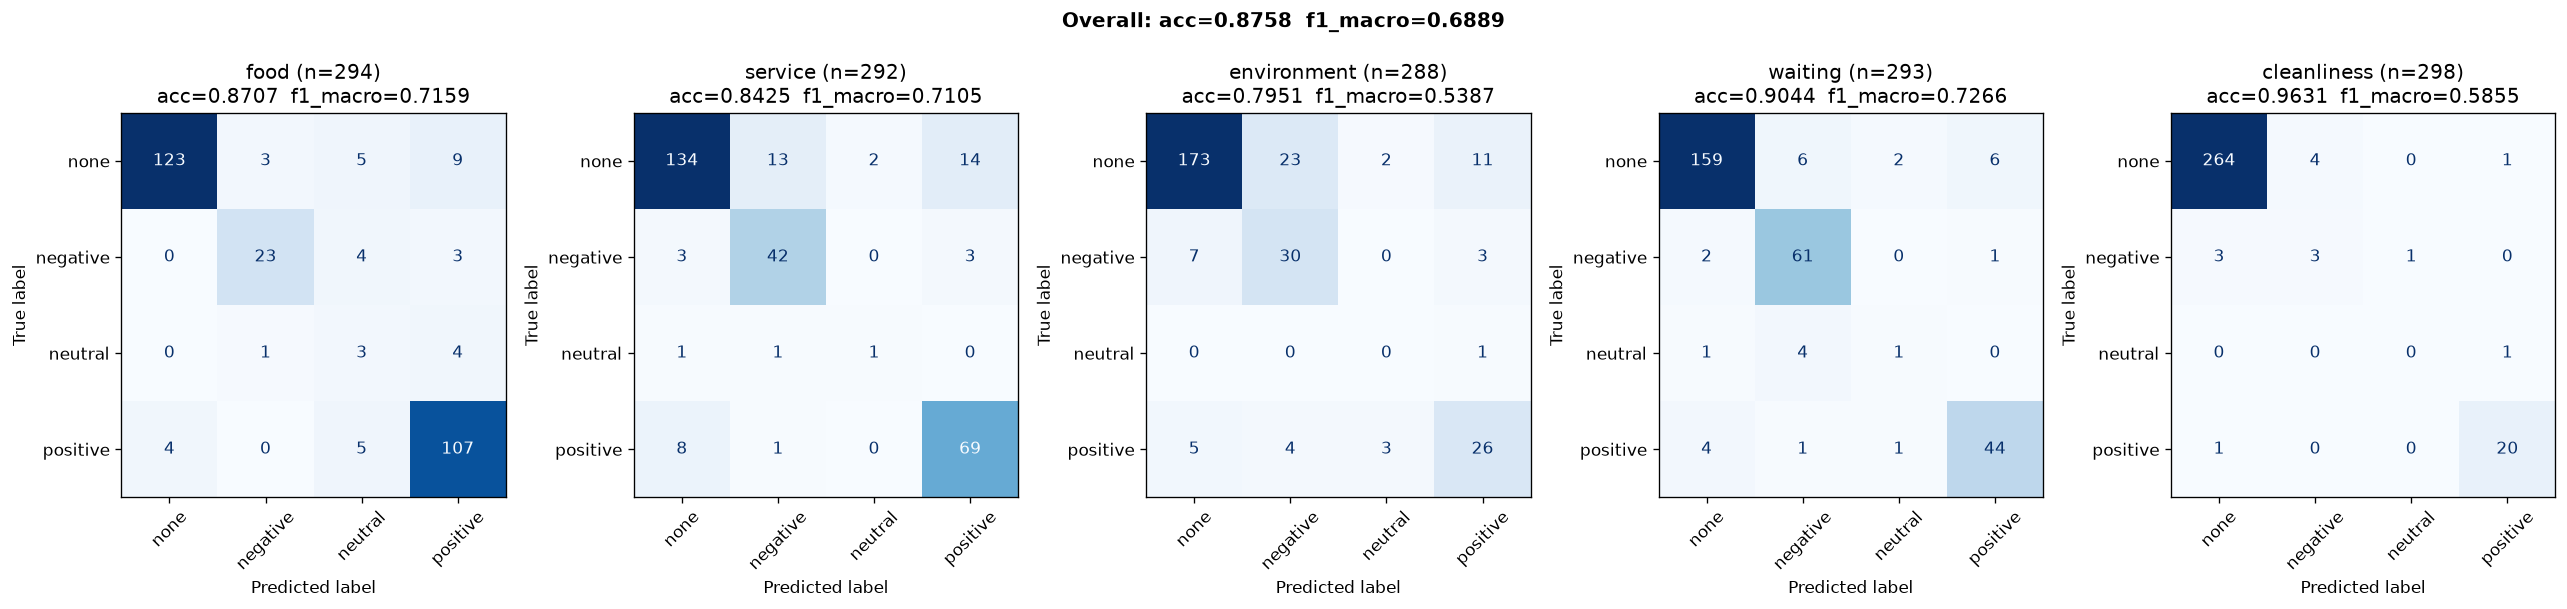 Overall: acc=0.8758 f1_macro=0.6889
food (n=294)
acc=0.8707 f1_macro=0.7159
True label
none 123 3 5 9
negative 0 23 4 3
neutral 0 1 3 4
positive 4 0 5 107
none negative neutral positive
Predicted label
service (n=292)
acc=0.8425 f1_macro=0.7105
True label
none 134 13 2 14
negative 3 42 0 3
neutral 1 1 1 0
positive 8 1 0 69
none negative neutral positive
Predicted label
environment (n=288)
acc=0.7951 f1_macro=0.5387
True label
none 173 23 2 11
negative 7 30 0 3
neutral 0 0 0 1
positive 5 4 3 26
none negative neutral positive
Predicted label
waiting (n=293)
acc=0.9044 f1_macro=0.7266
True label
none 159 6 2 6
negative 2 61 0 1
neutral 1 4 1 0
positive 4 1 1 44
none negative neutral positive
Predicted label
cleanliness (n=298)
acc=0.9631 f1_macro=0.5855
True label
none 264 4 0 1
negative 3 3 1 0
neutral 0 0 0 1
positive 1 0 0 20
none negative neutral positive
Predicted label